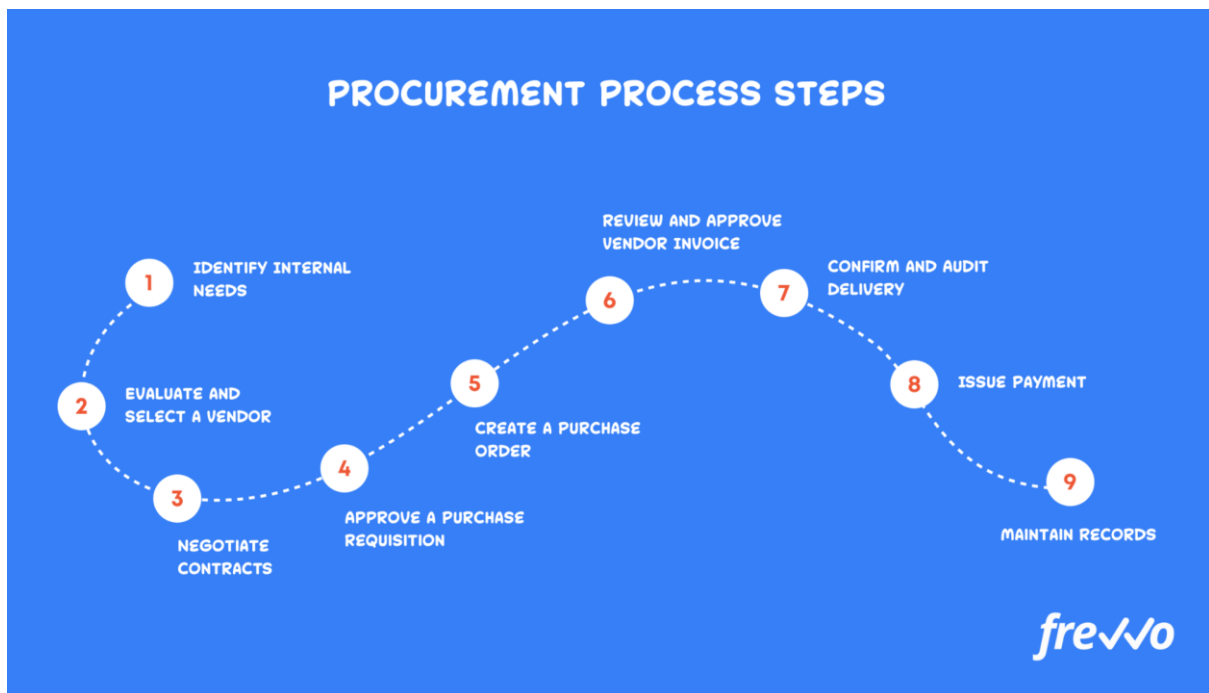 PROCUREMENT PROCESS STEPS
1
IDENTIFY INTERNAL
NEEDS
2
EVALUATE AND
SELECT A VENDOR
3
NEGOTIATE
CONTRACTS
4
APPROVE A PURCHASE
REQUISITION
5
CREATE A PURCHASE
ORDER
6
REVIEW AND APPROVE
VENDOR INVOICE
7
CONFIRM AND AUDIT
DELIVERY
8
ISSUE PAYMENT
9
MAINTAIN RECORDS
frevvo